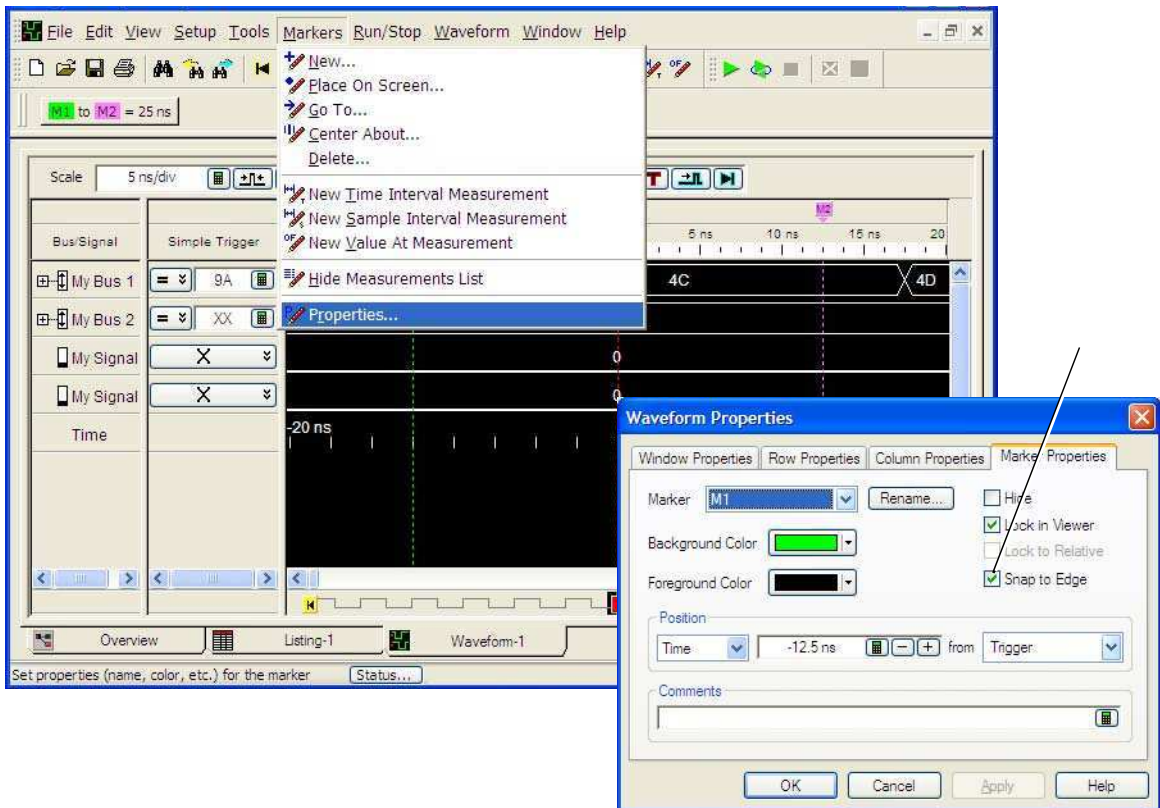 File Edit View Setup Tools Markers Run/Stop Waveform Window Help
New...
Place On Screen...
Go To...
Center About...
Delete...
New Time Interval Measurement
New Sample Interval Measurement
New Value At Measurement
Hide Measurements List
Properties...
M1 to M2 = 25 ns
Scale 5 ns/div
M2
Bus/Signal Simple Trigger 5 ns 10 ns 15 ns 20
My Bus 1 = 9A 4C 4D
My Bus 2 = XX
My Signal X 0
My Signal X 0
Time -20 ns
Overview Listing-1 Waveform-1
Set properties (name, color, etc.) for the marker Status...
Waveform Properties
Window Properties Row Properties Column Properties Marker Properties
Marker M1 Rename... Hide
Lock in Viewer
Background Color
Lock to Relative
Foreground Color Snap to Edge
Position
Time -12.5 ns from Trigger
Comments
OK Cancel Apply Help